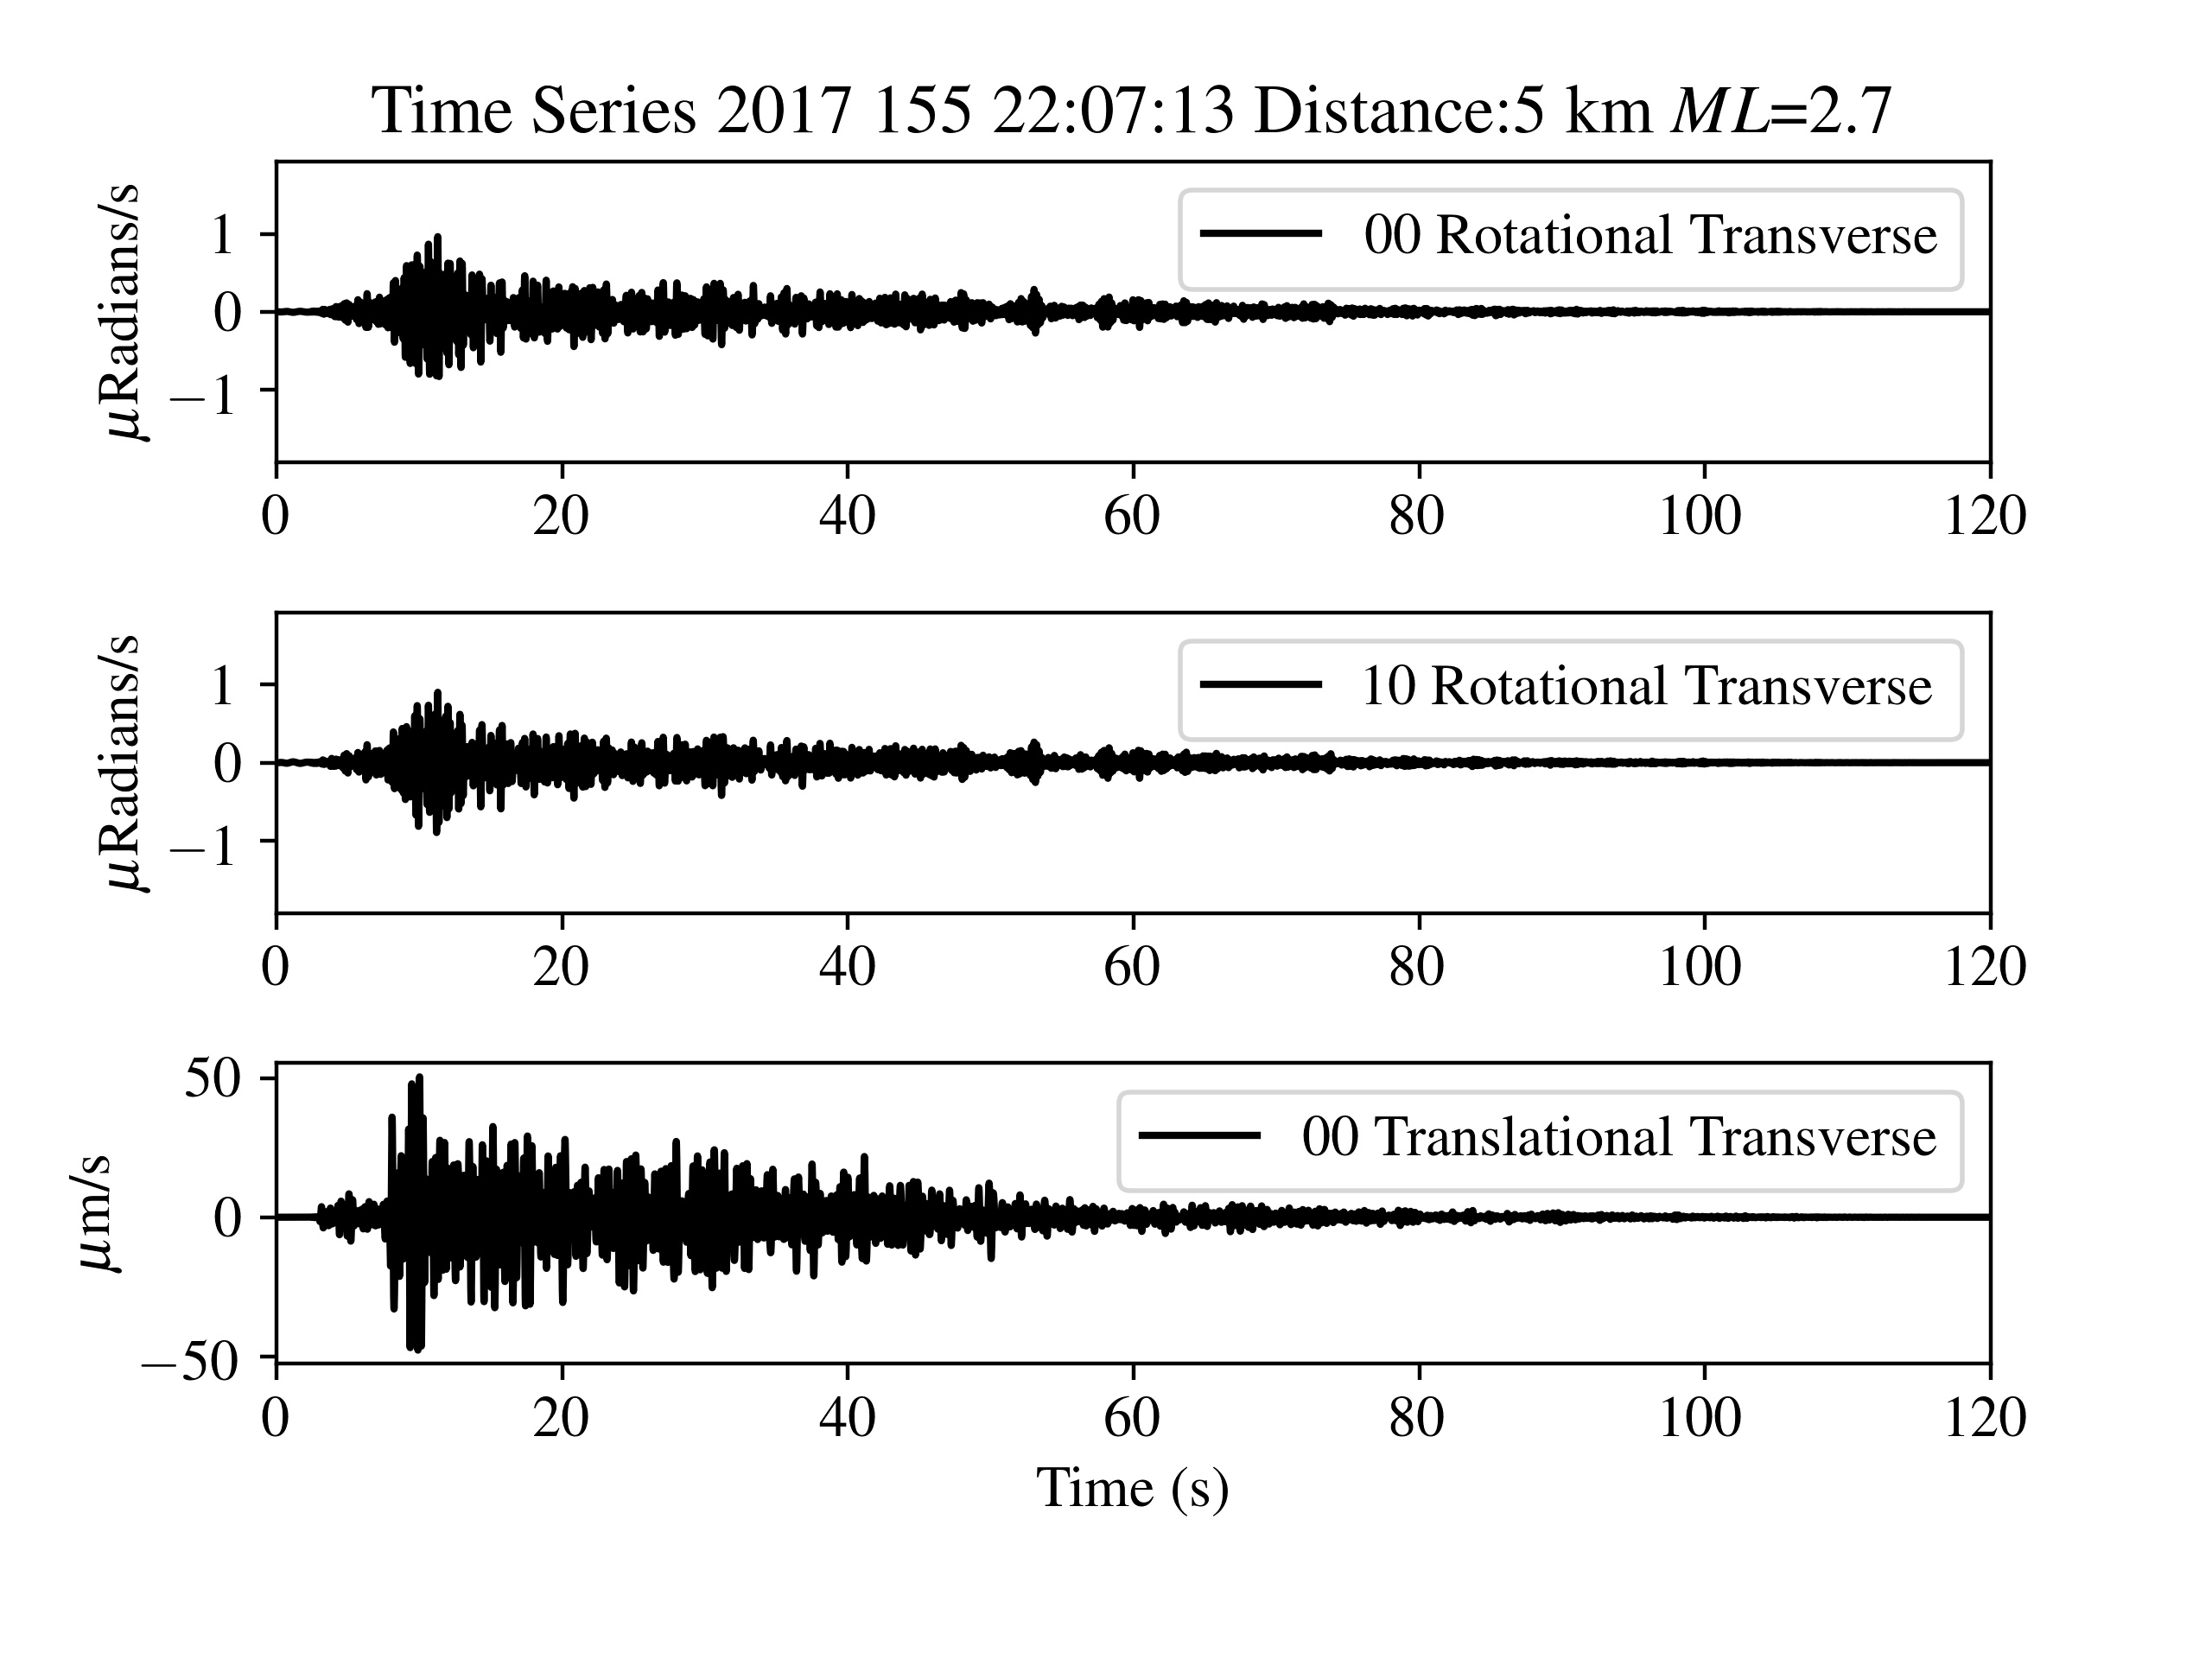 Time Series 2017 155 22:07:13 Distance:5 km ML=2.7
μRadians/s
1
0
−1
00 Rotational Transverse
0 20 40 60 80 100 120
μRadians/s
1
0
−1
10 Rotational Transverse
0 20 40 60 80 100 120
μm/s
50
0
−50
00 Translational Transverse
0 20 40 60 80 100 120
Time (s)